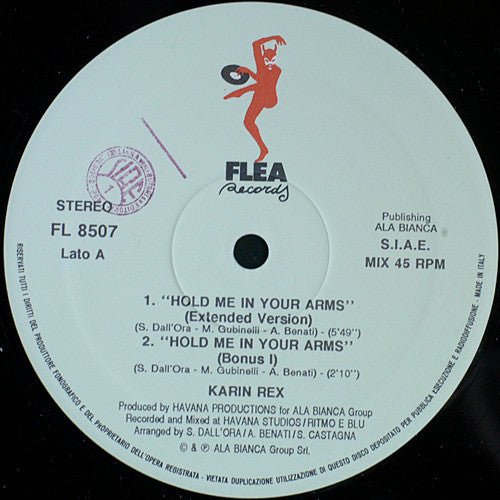 FLEA
Records
STEREO
FL 8507
Lato A
Publishing
ALA BIANCA
S.I.A.E.
MIX 45 RPM
1. "HOLD ME IN YOUR ARMS"
(Extended Version)
(S. Dall'Ora - M. Gubinelli - A. Benati) - (5'49")
2. "HOLD ME IN YOUR ARMS"
(Bonus I)
(S. Dall'Ora - M. Gubinelli - A. Benati) - (2'10")
KARIN REX
Produced by HAVANA PRODUCTIONS for ALA BIANCA Group
Recorded and Mixed at HAVANA STUDIOS/RITMO E BLU
Arranged by S. DALL'ORA/A. BENATI/S. CASTAGNA
© & ℗ ALA BIANCA Group Srl.
RISERVATI TUTTI I DIRITTI DEL PRODUTTORE FONOGRAFICO E DEL PROPRIETARIO DELL'OPERA REGISTRATA - VIETATA DUPLICAZIONE UTILIZZAZIONE DI QUESTO DISCO DEPOSITATO PER PUBBLICA ESECUZIONE E RADIODIFFUSIONE - MADE IN ITALY